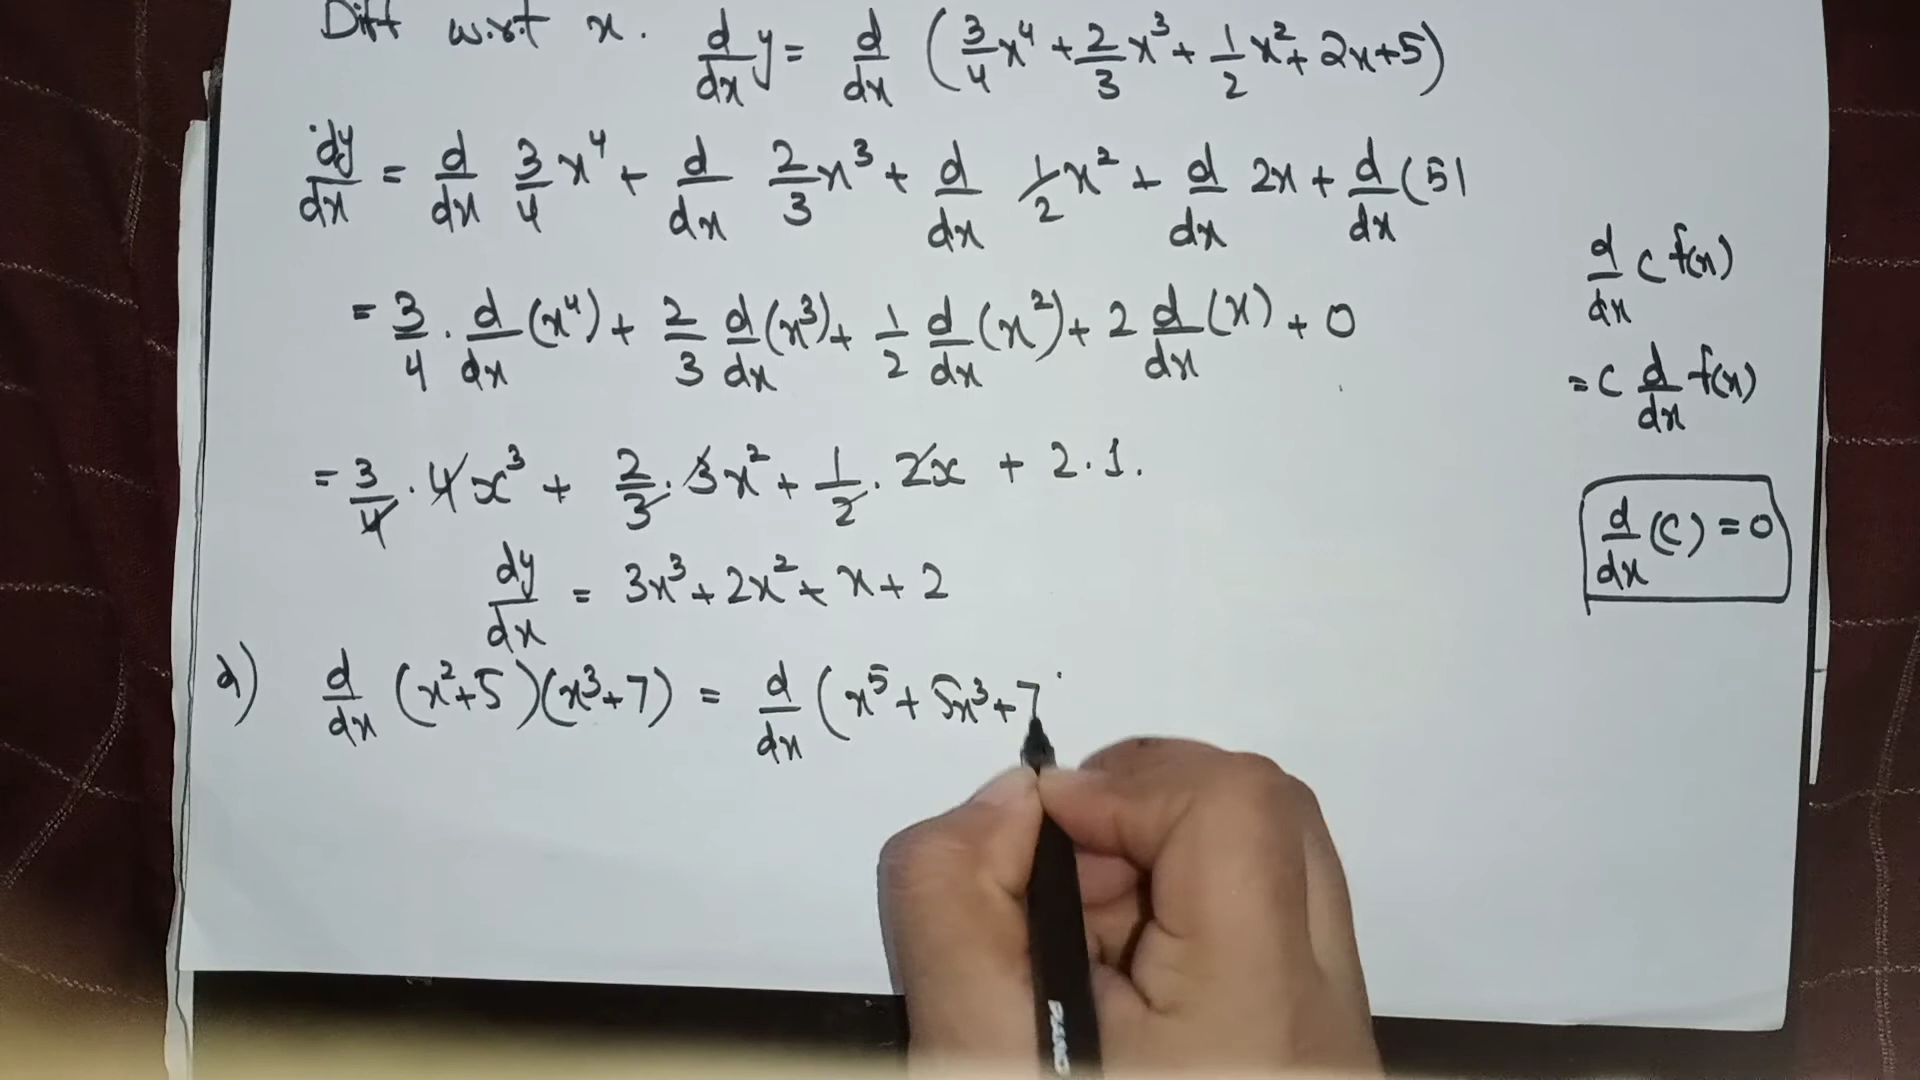 Diff w.r.t x. d/dx y = d/dx (3/4 x⁴ + 2/3 x³ + 1/2 x² + 2x + 5)
dy/dx = d/dx 3/4 x⁴ + d/dx 2/3 x³ + d/dx 1/2 x² + d/dx 2x + d/dx (5)
= 3/4 · d/dx (x⁴) + 2/3 d/dx (x³) + 1/2 d/dx (x²) + 2 d/dx (x) + 0
= 3/4 · 4x³ + 2/3 · 3x² + 1/2 · 2x + 2 · 1.
dy/dx = 3x³ + 2x² + x + 2
d) d/dx (x² + 5)(x³ + 7) = d/dx (x⁵ + 5x³ + 7
d/dx c f(x)
= c d/dx f(x)
d/dx (c) = 0